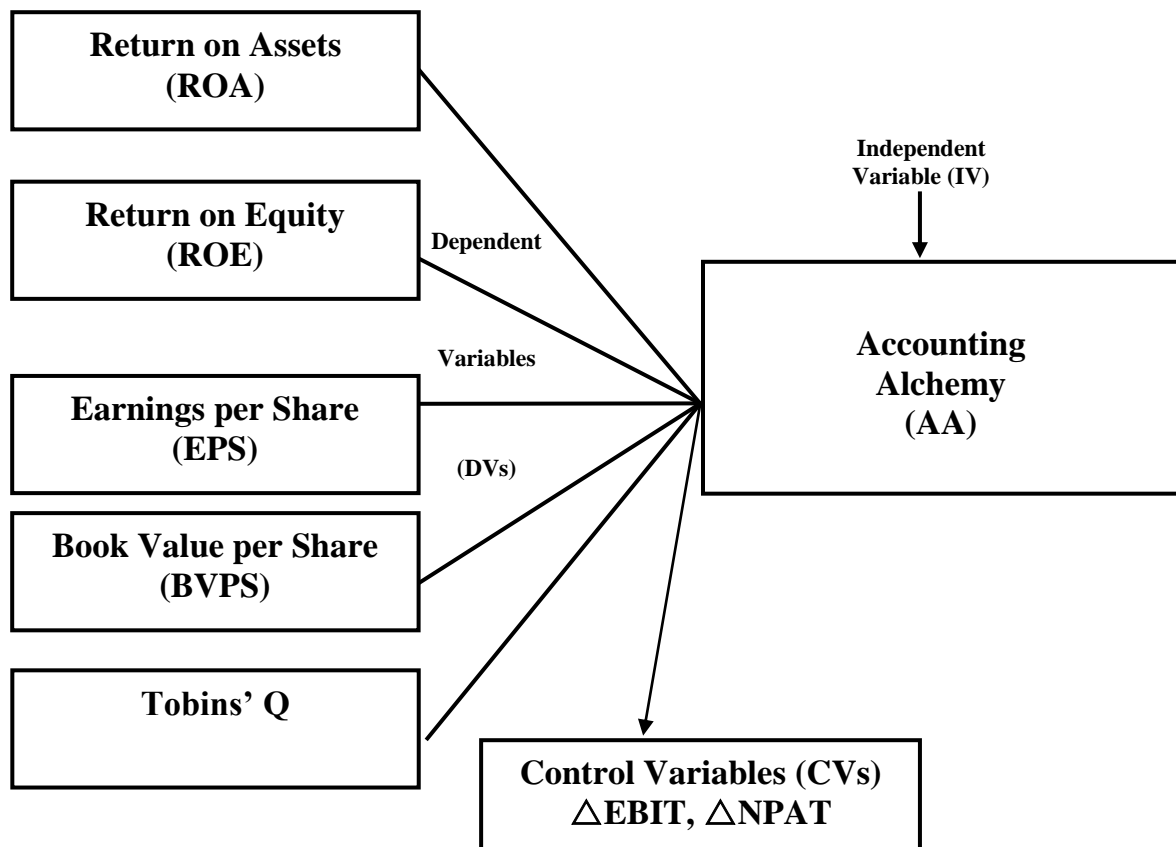 Return on Assets
(ROA)
Independent
Variable (IV)
Return on Equity
(ROE)
Dependent
Accounting
Alchemy
(AA)
Variables
Earnings per Share
(EPS)
(DVs)
Book Value per Share
(BVPS)
Tobins’ Q
Control Variables (CVs)
△EBIT, △NPAT